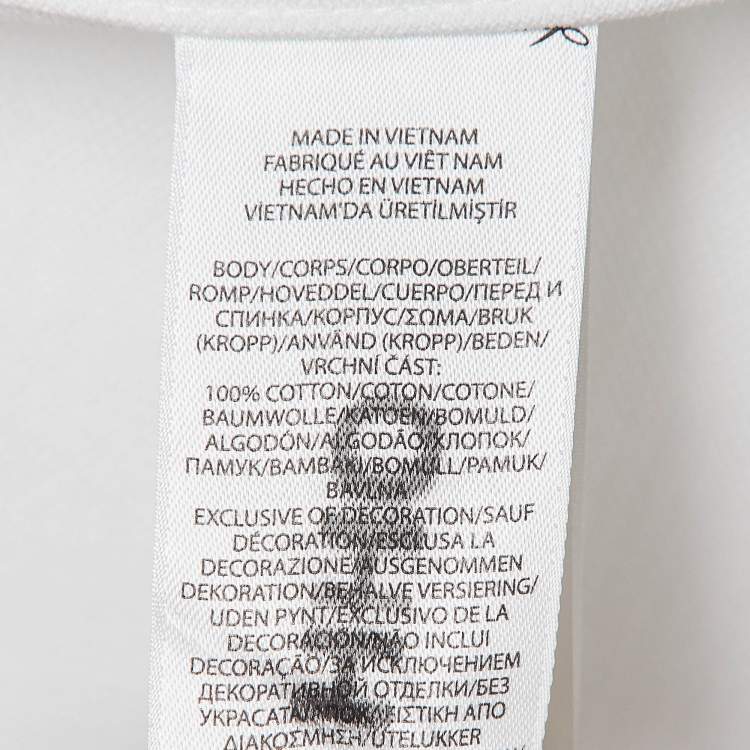 MADE IN VIETNAM
FABRIQUÉ AU VIÊT NAM
HECHO EN VIETNAM
VIETNAM'DA ÜRETİLMİŞTİR
BODY/CORPS/CORPO/OBERTEIL/
ROMP/HOVEDDEL/CUERPO/ПЕРЕД И
СПИНКА/КОРПУС/ΣΩΜΑ/BRUK
(KROPP)/ANVÄND (KROPP)/BEDEN/
VRCHNÍ ČÁST:
100% COTTON/COTON/COTONE/
BAUMWOLLE/KATOEN/BOMULD/
ALGODÓN/ALGODÃO/ХЛОПОК/
ПАМУК/ΒΑΜΒΑΚΙ/BOMULL/PAMUK/
BAVLNA
EXCLUSIVE OF DECORATION/SAUF
DÉCORATION/ESCLUSA LA
DECORAZIONE/AUSGENOMMEN
DEKORATION/BEHALVE VERSIERING/
UDEN PYNT/EXCLUSIVO DE LA
DECORACIÓN/NÃO INCLUI
DECORAÇÃO/ЗА ИСКЛЮЧЕНИЕМ
ДЕКОРАТИВНОЙ ОТДЕЛКИ/БЕЗ
ΑΠΟ
ΔΙΑΚΟΣΜΗΣΗ/UTELUKKER